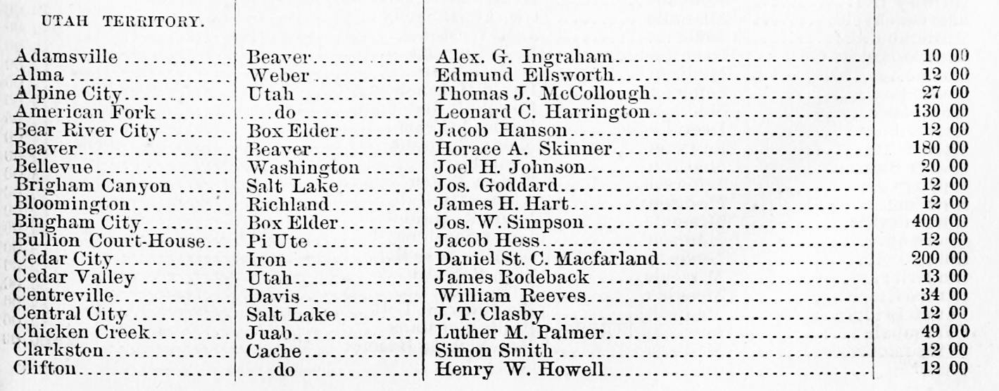 UTAH TERRITORY.
Adamsville Beaver Alex. G. Ingraham 10 00
Alma Weber Edmund Ellsworth 12 00
Alpine City Utah Thomas J. McCollough 27 00
American Fork do Leonard C. Harrington 130 00
Bear River City Box Elder Jacob Hanson 12 00
Beaver Beaver Horace A. Skinner 180 00
Bellevue Washington Joel H. Johnson 20 00
Brigham Canyon Salt Lake Jos. Goddard 12 00
Bloomington Richland James H. Hart 12 00
Bingham City Box Elder Jos. W. Simpson 400 00
Bullion Court-House Pi Ute Jacob Hess 12 00
Cedar City Iron Daniel St. C. Macfarland 200 00
Cedar Valley Utah James Rodeback 13 00
Centreville Davis William Reeves 34 00
Central City Salt Lake J. T. Clasby 12 00
Chicken Creek Juab Luther M. Palmer 49 00
Clarkston Cache Simon Smith 12 00
Clifton do Henry W. Howell 12 00